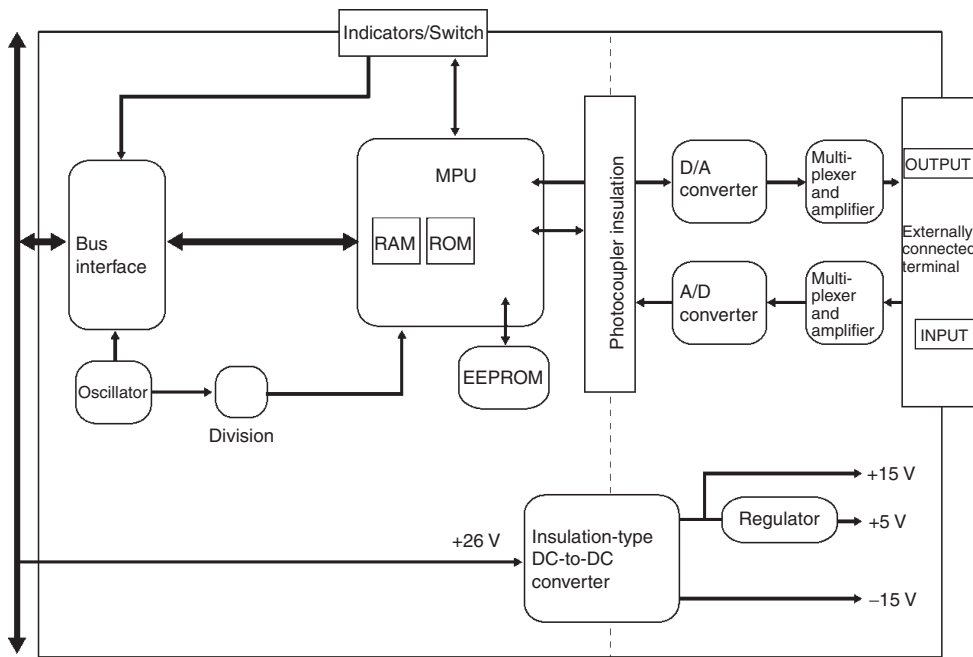 Indicators/Switch
MPU
RAM
ROM
Bus
interface
Oscillator
Division
EEPROM
Photocoupler insulation
D/A
converter
Multi-
plexer
and
amplifier
A/D
converter
Multi-
plexer
and
amplifier
OUTPUT
Externally
connected
terminal
INPUT
+26 V
Insulation-type
DC-to-DC
converter
Regulator
+15 V
+5 V
−15 V